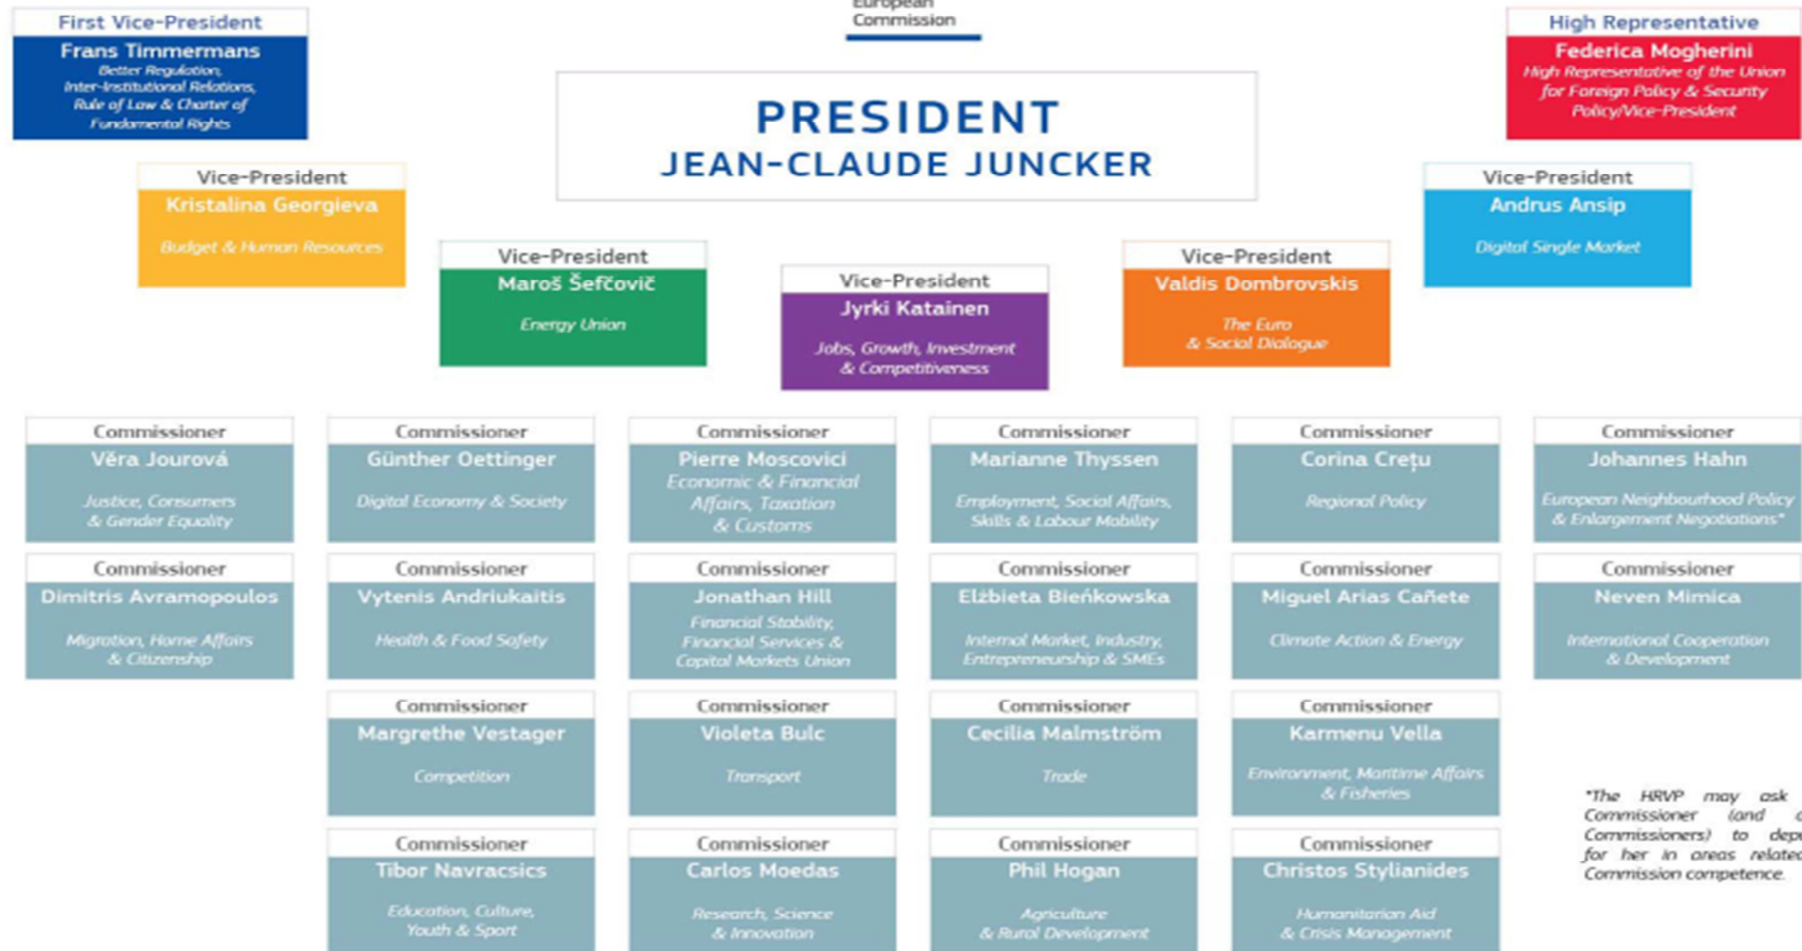 European
Commission
First Vice-President
Frans Timmermans
Better Regulation,
Inter-Institutional Relations,
Rule of Law & Charter of
Fundamental Rights
High Representative
Federica Mogherini
High Representative of the Union
for Foreign Policy & Security
Policy/Vice-President
PRESIDENT
JEAN-CLAUDE JUNCKER
Vice-President
Kristalina Georgieva
Budget & Human Resources
Vice-President
Andrus Ansip
Digital Single Market
Vice-President
Maroš Šefčovič
Energy Union
Vice-President
Jyrki Katainen
Jobs, Growth, Investment
& Competitiveness
Vice-President
Valdis Dombrovskis
The Euro
& Social Dialogue
Commissioner
Věra Jourová
Justice, Consumers
& Gender Equality
Commissioner
Günther Oettinger
Digital Economy & Society
Commissioner
Pierre Moscovici
Economic & Financial
Affairs, Taxation
& Customs
Commissioner
Marianne Thyssen
Employment, Social Affairs,
Skills & Labour Mobility
Commissioner
Corina Crețu
Regional Policy
Commissioner
Johannes Hahn
European Neighbourhood Policy
& Enlargement Negotiations*
Commissioner
Dimitris Avramopoulos
Migration, Home Affairs
& Citizenship
Commissioner
Vytenis Andriukaitis
Health & Food Safety
Commissioner
Jonathan Hill
Financial Stability,
Financial Services &
Capital Markets Union
Commissioner
Elżbieta Bieńkowska
Internal Market, Industry,
Entrepreneurship & SMEs
Commissioner
Miguel Arias Cañete
Climate Action & Energy
Commissioner
Neven Mimica
International Cooperation
& Development
Commissioner
Margrethe Vestager
Competition
Commissioner
Violeta Bulc
Transport
Commissioner
Cecilia Malmström
Trade
Commissioner
Karmenu Vella
Environment, Maritime Affairs
& Fisheries
Commissioner
Tibor Navracsics
Education, Culture,
Youth & Sport
Commissioner
Carlos Moedas
Research, Science
& Innovation
Commissioner
Phil Hogan
Agriculture
& Rural Development
Commissioner
Christos Stylianides
Humanitarian Aid
& Crisis Management
*The HRVP may ask
Commissioner (and
Commissioners) to
for her in areas related
Commission competence.